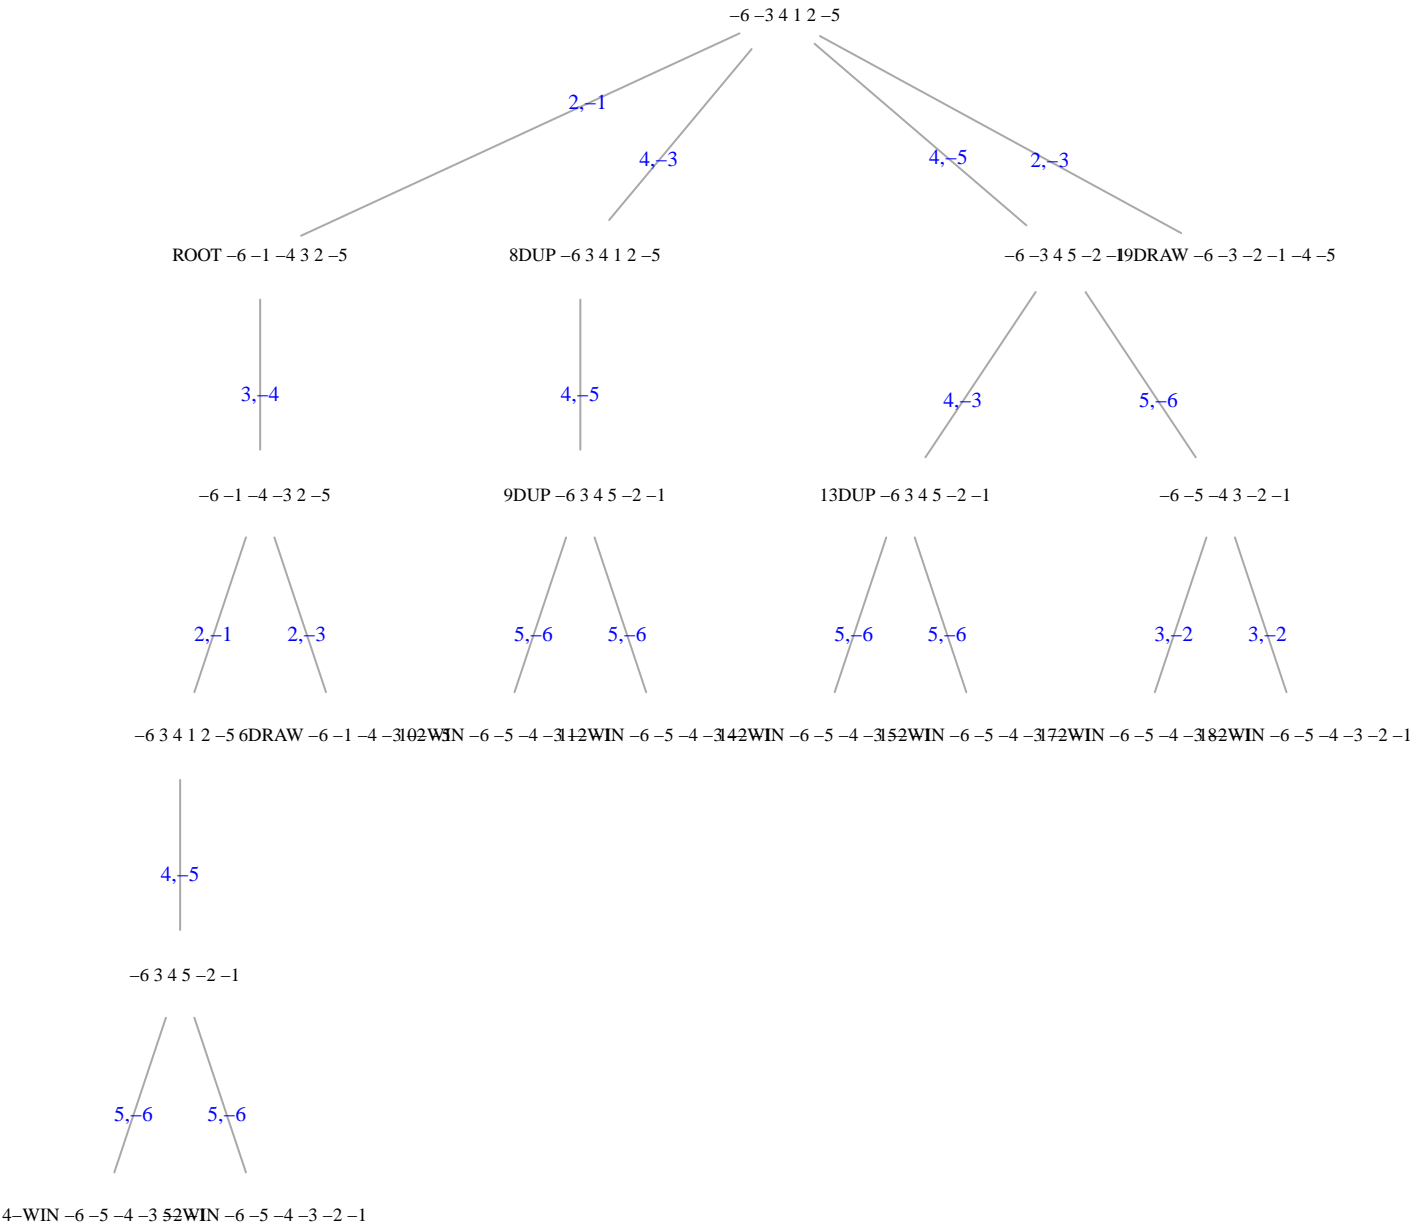 –6 –3 4 1 2 –5
2,–1
4,–3
4,–5
2,–3
ROOT –6 –1 –4 3 2 –5
8DUP –6 3 4 1 2 –5
–6 –3 4 5 –2 –1
19DRAW –6 –3 –2 –1 –4 –5
3,–4
4,–5
4,–3
5,–6
–6 –1 –4 –3 2 –5
9DUP –6 3 4 5 –2 –1
13DUP –6 3 4 5 –2 –1
–6 –5 –4 3 –2 –1
2,–1
2,–3
5,–6
5,–6
5,–6
5,–6
3,–2
3,–2
–6 3 4 1 2 –5
6DRAW –6 –1 –4 –3
WIN –6 –5 –4 –3
WIN –6 –5 –4 –3
WIN –6 –5 –4 –3
WIN –6 –5 –4 –3
WIN –6 –5 –4 –3
WIN –6 –5 –4 –3 –2 –1
4,–5
–6 3 4 5 –2 –1
5,–6
5,–6
4–WIN –6 –5 –4 –3
WIN –6 –5 –4 –3 –2 –1